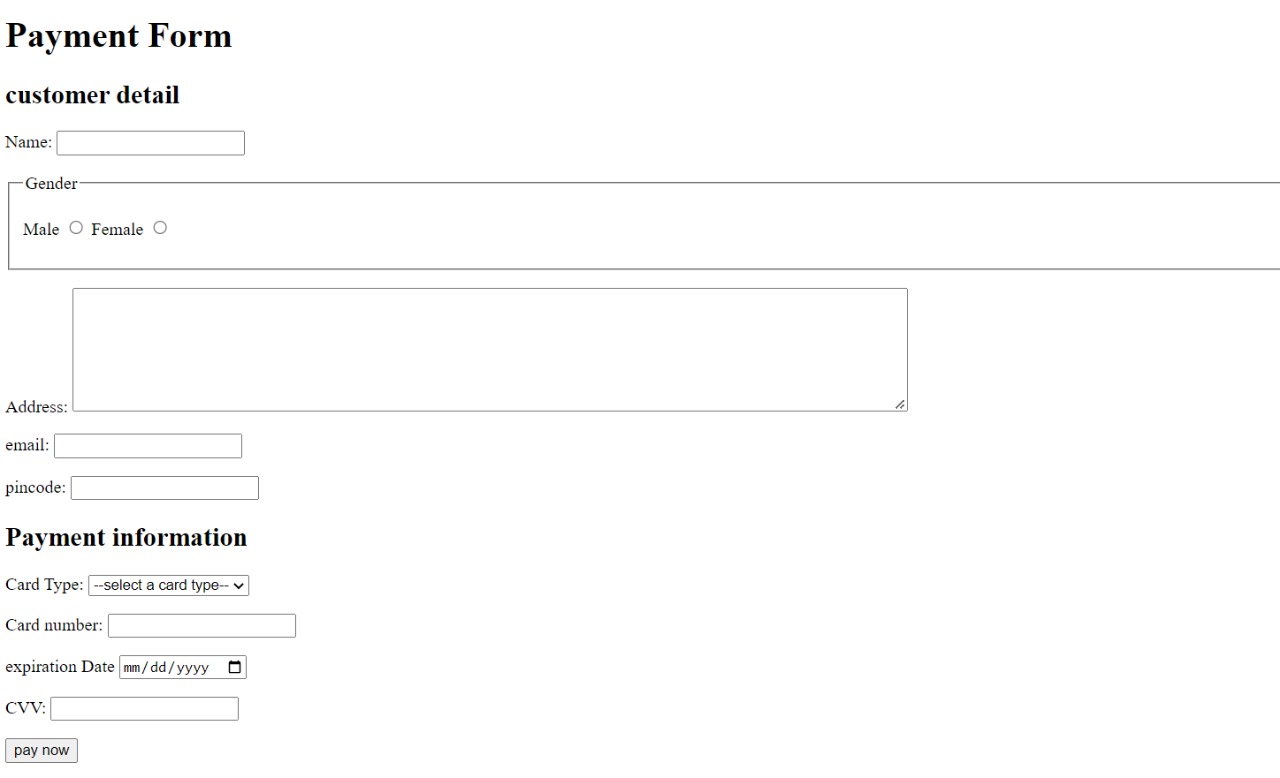 Payment Form
customer detail
Name:
Gender
Male Female
Address:
email:
pincode:
Payment information
Card Type: --select a card type--
Card number:
expiration Date mm/dd/yyyy
CVV:
pay now